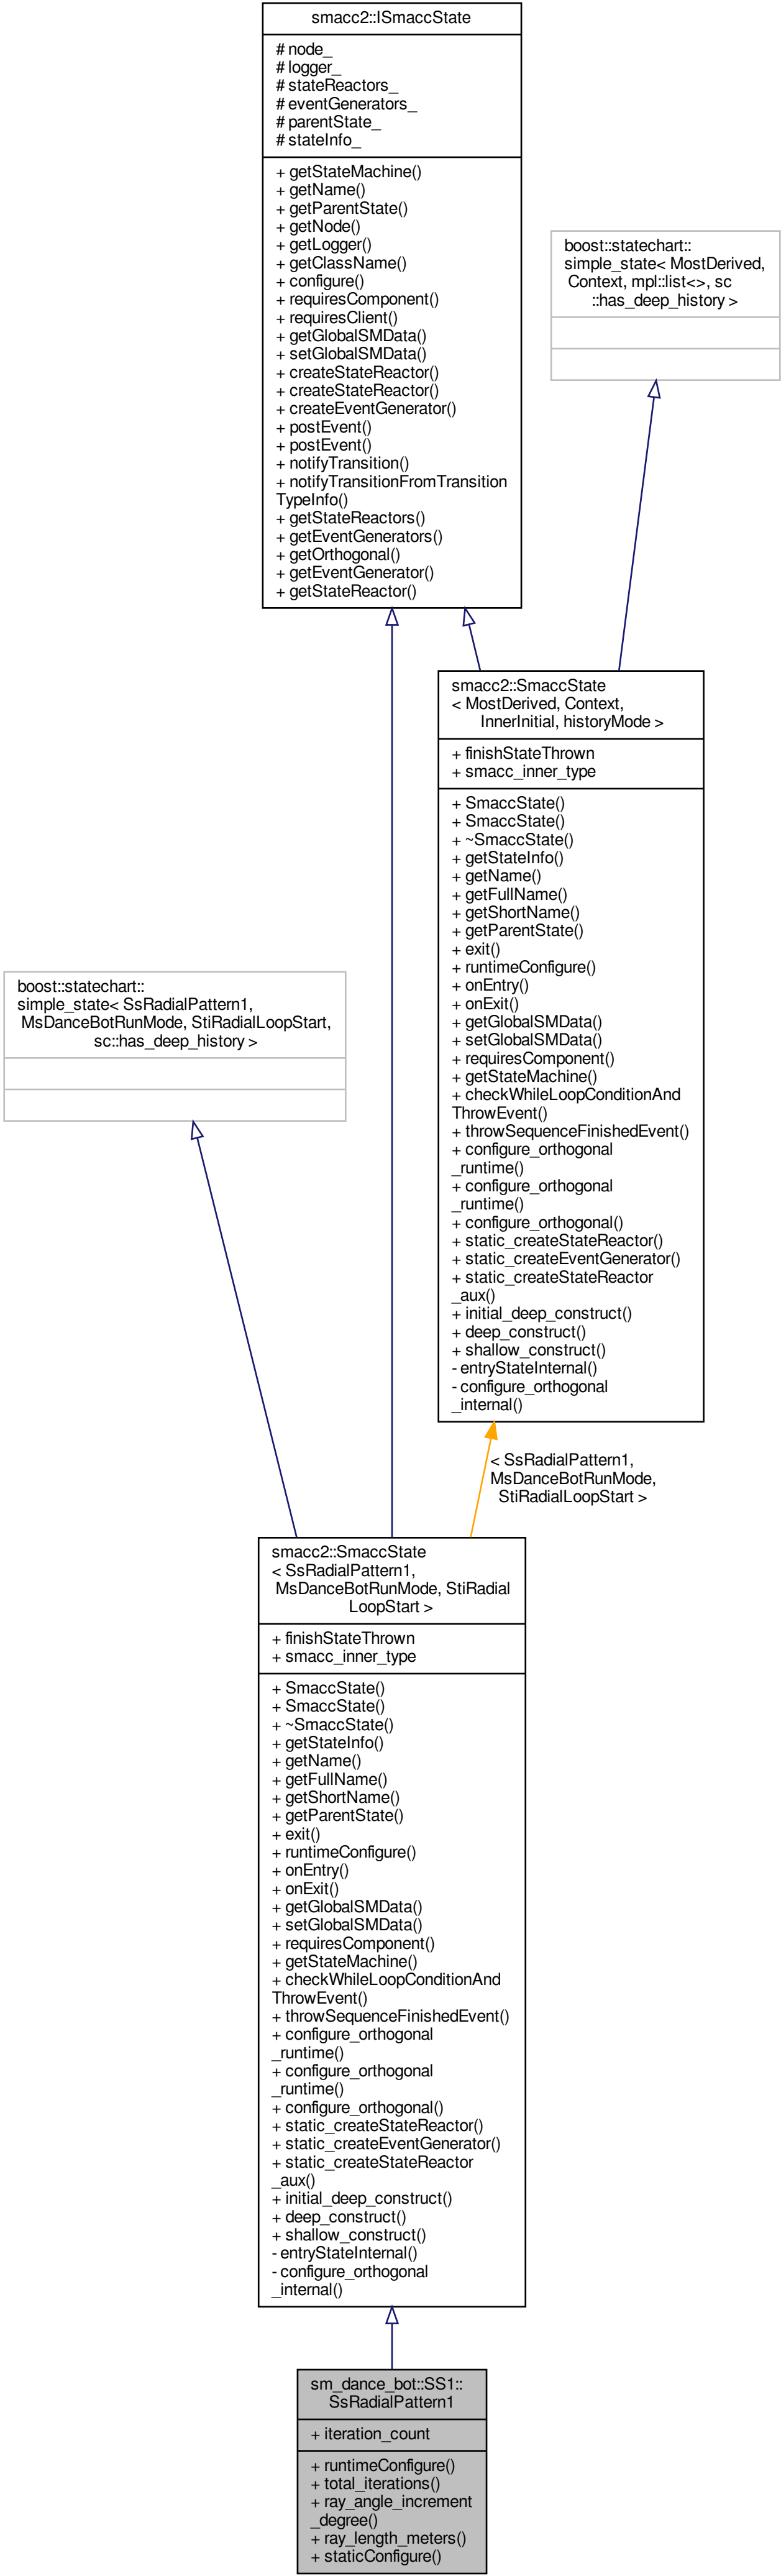 smacc2::ISmaccState
# node_
# logger_
# stateReactors_
# eventGenerators_
# parentState_
# stateInfo_
+ getStateMachine()
+ getName()
+ getParentState()
+ getNode()
+ getLogger()
+ getClassName()
+ configure()
+ requiresComponent()
+ requiresClient()
+ getGlobalSMData()
+ setGlobalSMData()
+ createStateReactor()
+ createStateReactor()
+ createEventGenerator()
+ postEvent()
+ postEvent()
+ notifyTransition()
+ notifyTransitionFromTransition
TypeInfo()
+ getStateReactors()
+ getEventGenerators()
+ getOrthogonal()
+ getEventGenerator()
+ getStateReactor()
boost::statechart::
simple_state< MostDerived,
Context, mpl::list<>, sc
::has_deep_history >
smacc2::SmaccState
< MostDerived, Context,
InnerInitial, historyMode >
+ finishStateThrown
+ smacc_inner_type
+ SmaccState()
+ SmaccState()
+ ~SmaccState()
+ getStateInfo()
+ getName()
+ getFullName()
+ getShortName()
+ getParentState()
+ exit()
+ runtimeConfigure()
+ onEntry()
+ onExit()
+ getGlobalSMData()
+ setGlobalSMData()
+ requiresComponent()
+ getStateMachine()
+ checkWhileLoopConditionAnd
ThrowEvent()
+ throwSequenceFinishedEvent()
+ configure_orthogonal
_runtime()
+ configure_orthogonal
_runtime()
+ configure_orthogonal()
+ static_createStateReactor()
+ static_createEventGenerator()
+ static_createStateReactor
_aux()
+ initial_deep_construct()
+ deep_construct()
+ shallow_construct()
- entryStateInternal()
- configure_orthogonal
_internal()
boost::statechart::
simple_state< SsRadialPattern1,
MsDanceBotRunMode, StiRadialLoopStart,
sc::has_deep_history >
< SsRadialPattern1,
MsDanceBotRunMode,
StiRadialLoopStart >
smacc2::SmaccState
< SsRadialPattern1,
MsDanceBotRunMode, StiRadial
LoopStart >
+ finishStateThrown
+ smacc_inner_type
+ SmaccState()
+ SmaccState()
+ ~SmaccState()
+ getStateInfo()
+ getName()
+ getFullName()
+ getShortName()
+ getParentState()
+ exit()
+ runtimeConfigure()
+ onEntry()
+ onExit()
+ getGlobalSMData()
+ setGlobalSMData()
+ requiresComponent()
+ getStateMachine()
+ checkWhileLoopConditionAnd
ThrowEvent()
+ throwSequenceFinishedEvent()
+ configure_orthogonal
_runtime()
+ configure_orthogonal
_runtime()
+ configure_orthogonal()
+ static_createStateReactor()
+ static_createEventGenerator()
+ static_createStateReactor
_aux()
+ initial_deep_construct()
+ deep_construct()
+ shallow_construct()
- entryStateInternal()
- configure_orthogonal
_internal()
sm_dance_bot::SS1::
SsRadialPattern1
+ iteration_count
+ runtimeConfigure()
+ total_iterations()
+ ray_angle_increment
_degree()
+ ray_length_meters()
+ staticConfigure()